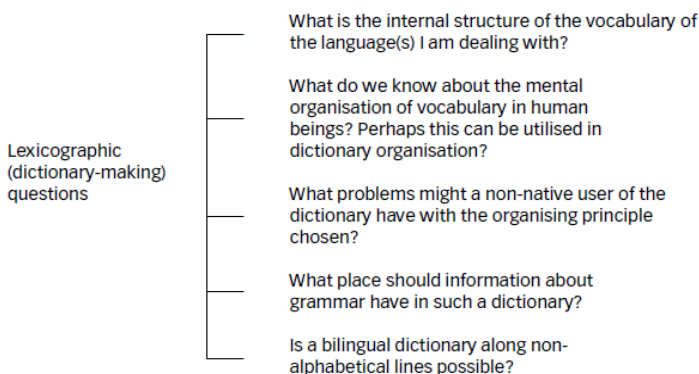 What is the internal structure of the vocabulary of
the language(s) I am dealing with?
What do we know about the mental
organisation of vocabulary in human
beings? Perhaps this can be utilised in
dictionary organisation?
Lexicographic
(dictionary-making)
questions
What problems might a non-native user of the
dictionary have with the organising principle
chosen?
What place should information about
grammar have in such a dictionary?
Is a bilingual dictionary along non-
alphabetical lines possible?